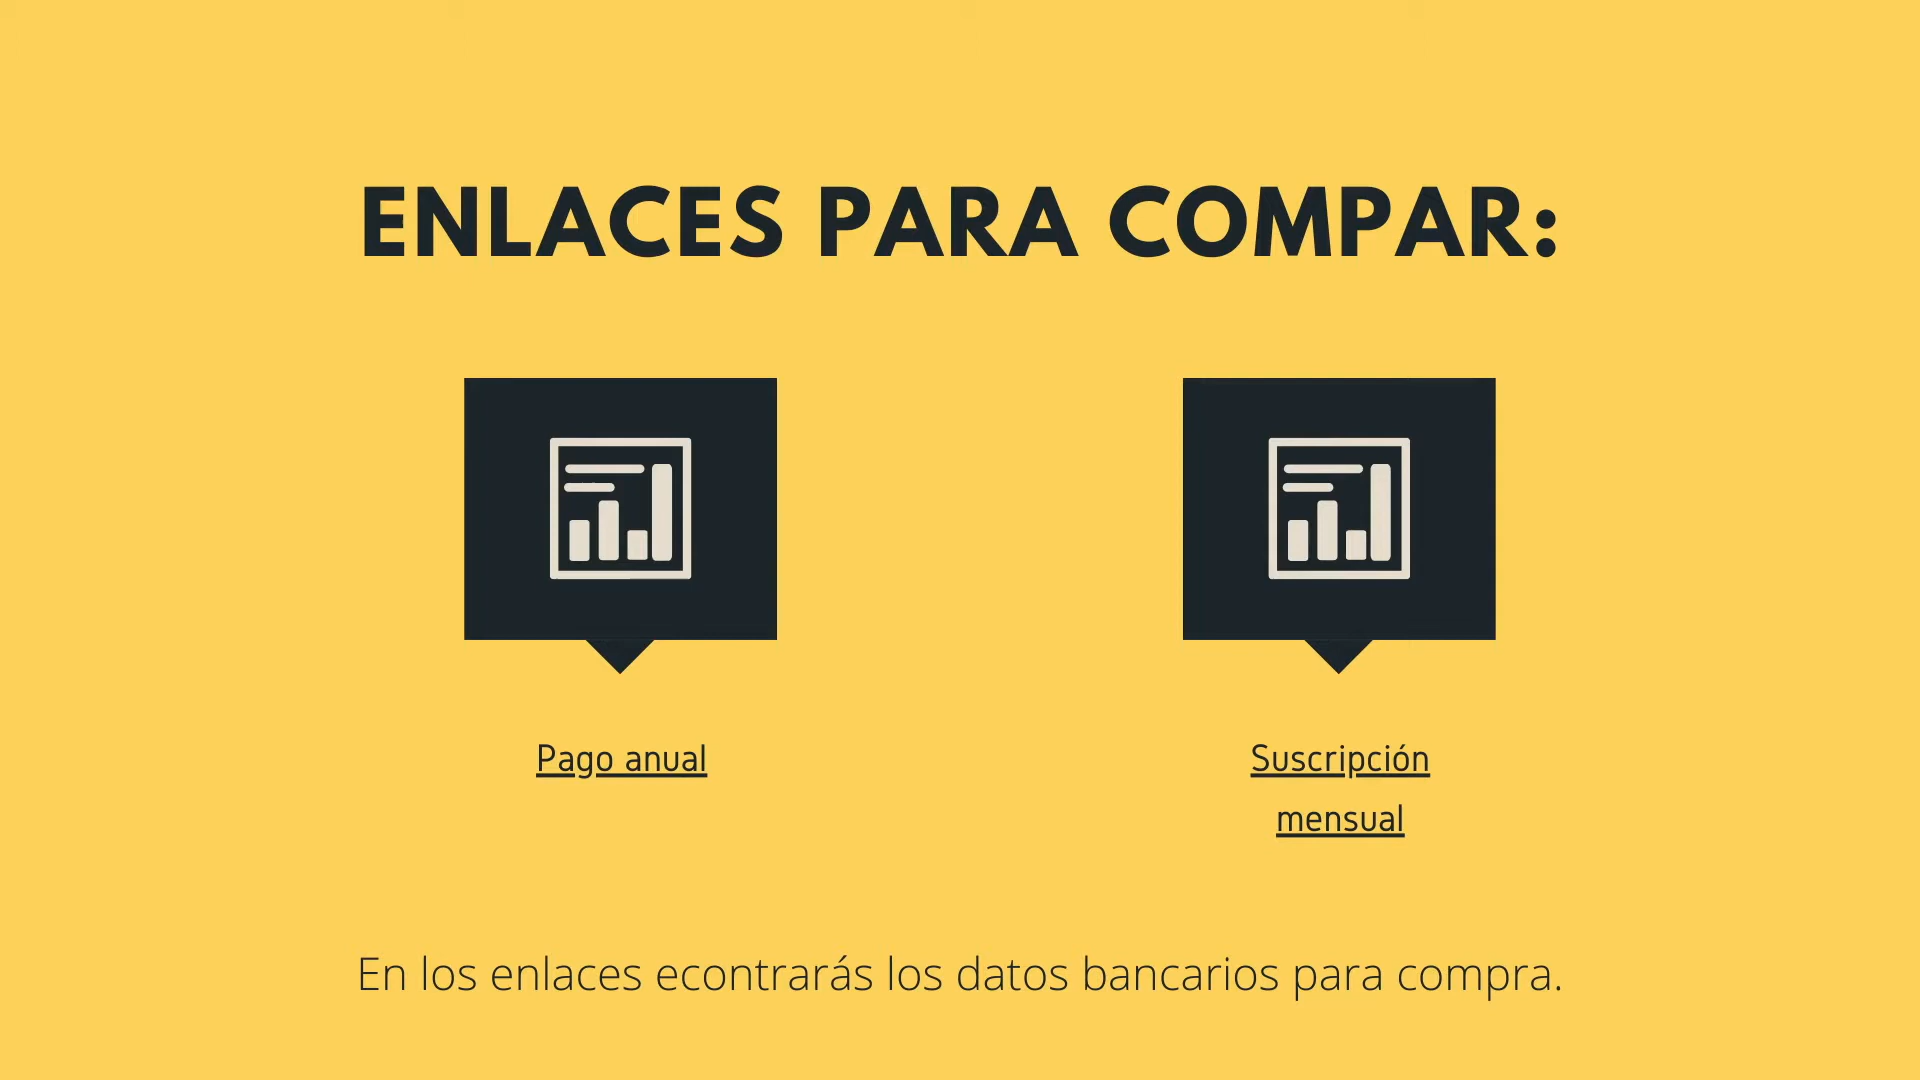 ENLACES PARA COMPAR:
Pago anual
Suscripción
mensual
En los enlaces econtrarás los datos bancarios para compra.